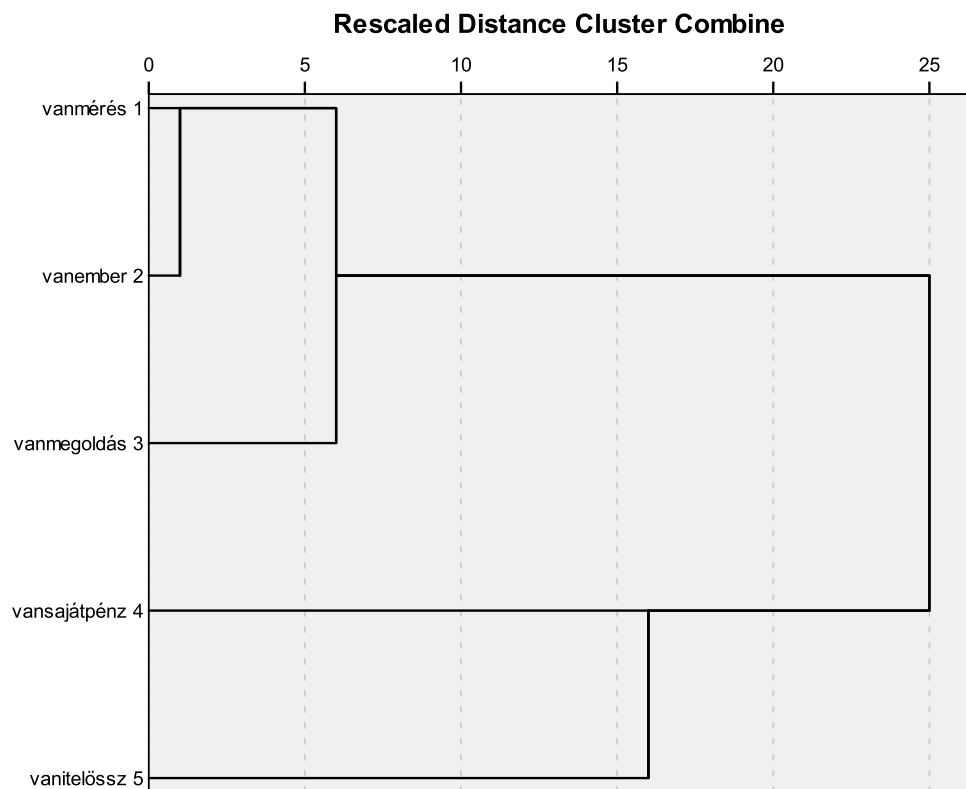 Rescaled Distance Cluster Combine
0 5 10 15 20 25
vanmérés 1
vanember 2
vanmegoldás 3
vansajátpénz 4
vanitelössz 5